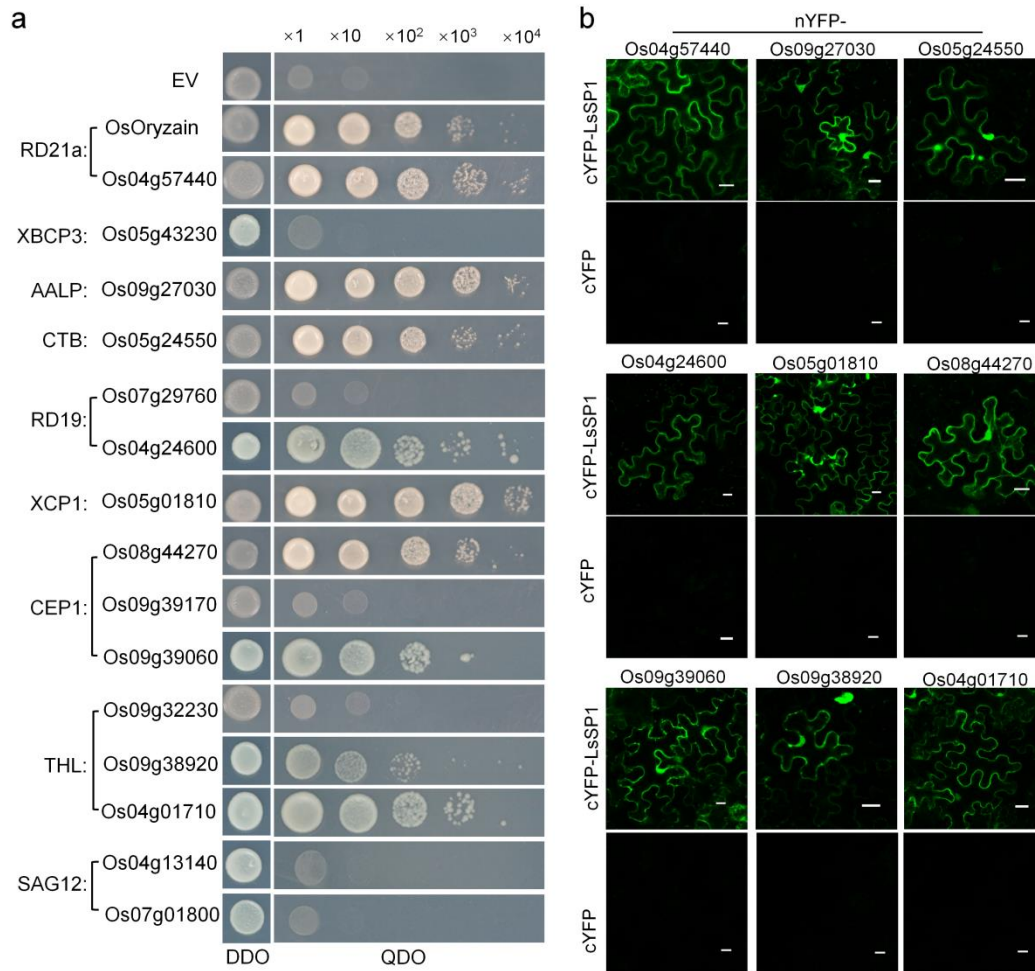 a
×1 ×10 ×10² ×10³ ×10⁴
EV
RD21a:
OsOryzain
Os04g57440
XBCP3: Os05g43230
AALP: Os09g27030
CTB: Os05g24550
RD19:
Os07g29760
Os04g24600
XCP1: Os05g01810
CEP1:
Os08g44270
Os09g39170
Os09g39060
THL:
Os09g32230
Os09g38920
Os04g01710
SAG12:
Os04g13140
Os07g01800
DDO QDO
b
nYFP-
Os04g57440 Os09g27030 Os05g24550
cYFP-LsSP1
cYFP
Os04g24600 Os05g01810 Os08g44270
cYFP-LsSP1
cYFP
Os09g39060 Os09g38920 Os04g01710
cYFP-LsSP1
cYFP